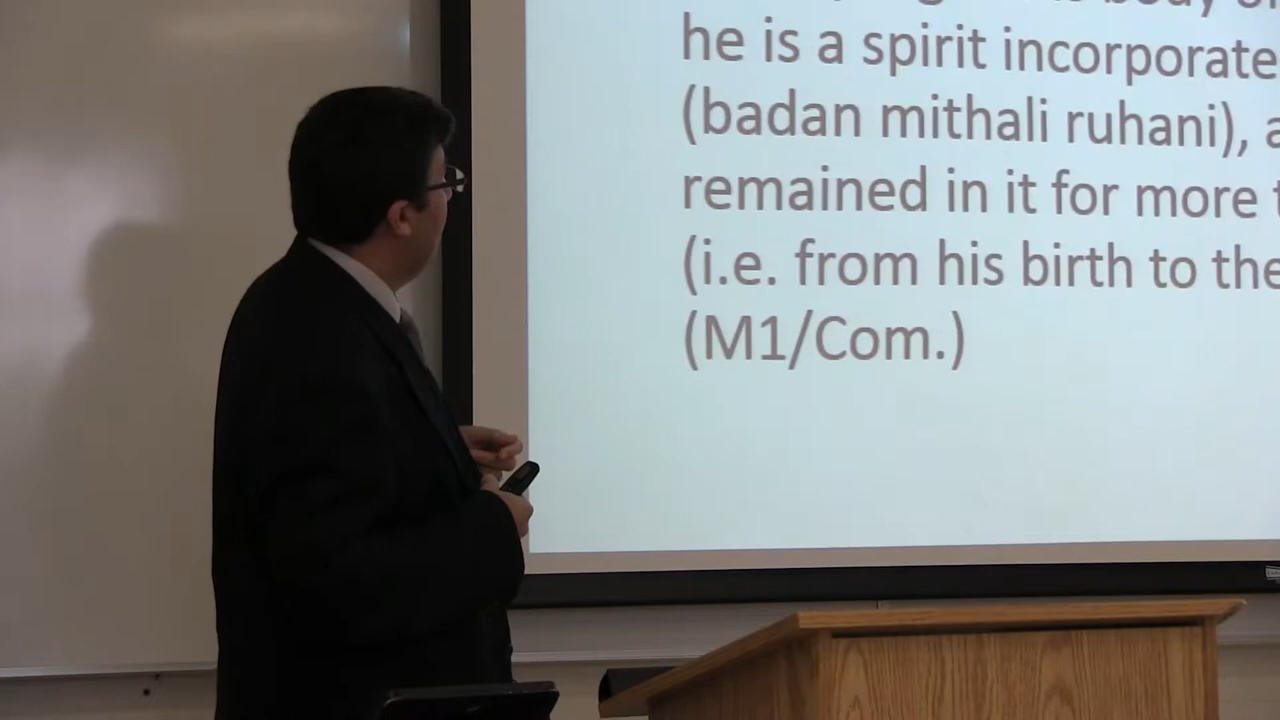 body
he is a spirit incorporate
(badan mithali ruhani), a
remained in it for more t
(i.e. from his birth to the
(M1/Com.)